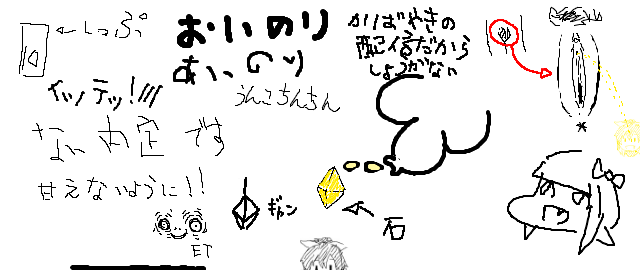 ←しっぷ
おいのり
おいのり
かばやきの
配信だから
しょうがない
イッテッ!!
うんこちんちん
ない内定です
甘えないように!!
ギャン
石
ET